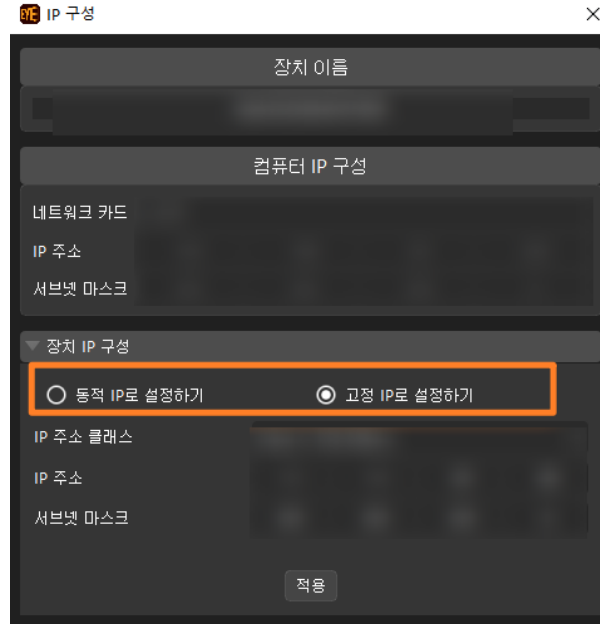 EYE IP 구성
장치 이름
컴퓨터 IP 구성
네트워크 카드
IP 주소
서브넷 마스크
장치 IP 구성
동적 IP로 설정하기 고정 IP로 설정하기
IP 주소 클래스
IP 주소
서브넷 마스크
적용